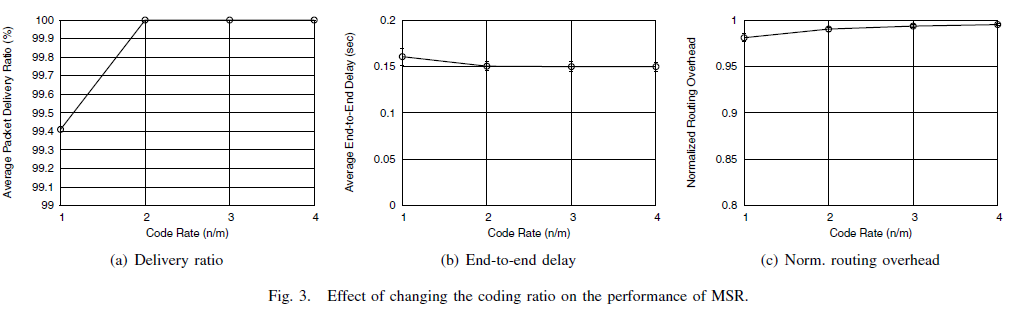 Average Packet Delivery Ratio (%)
100
99.9
99.8
99.7
99.6
99.5
99.4
99.3
99.2
99.1
99
1 2 3 4
Code Rate (n/m)
(a) Delivery ratio
Average End-to-End Delay (sec)
0.2
0.15
0.1
0.05
0
1 2 3 4
Code Rate (n/m)
(b) End-to-end delay
Normalized Routing Overhead
1
0.95
0.9
0.85
0.8
1 2 3 4
Code Rate (n/m)
(c) Norm. routing overhead
Fig. 3. Effect of changing the coding ratio on the performance of MSR.